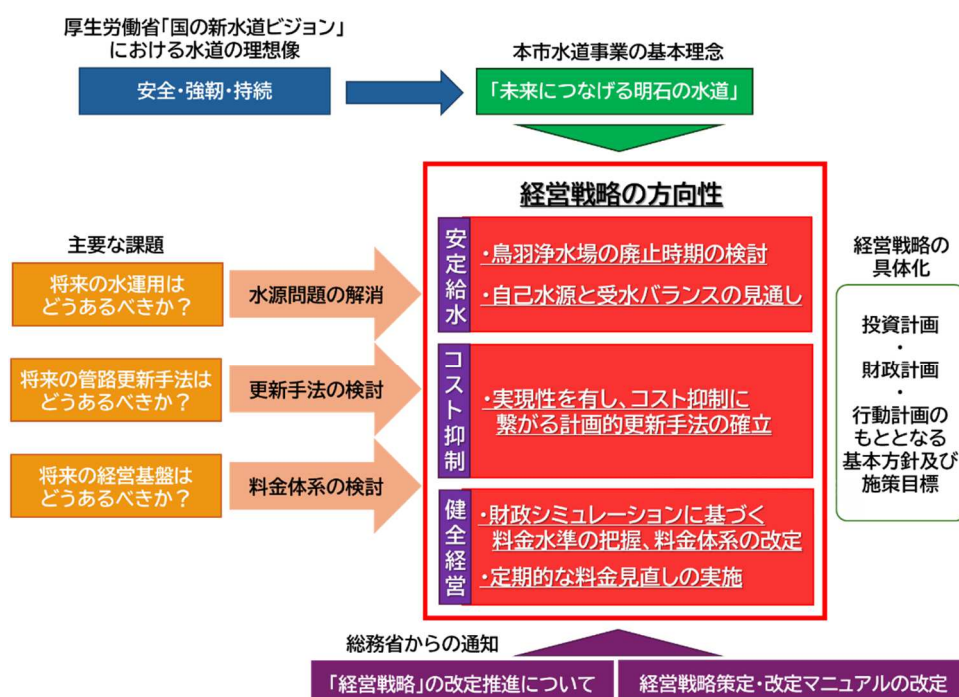 厚生労働省「国の新水道ビジョン」
における水道の理想像
安全・強靭・持続
本市水道事業の基本理念
「未来につなげる明石の水道」
主要な課題
将来の水運用は
どうあるべきか？
水源問題の解消
将来の管路更新手法は
どうあるべきか？
更新手法の検討
将来の経営基盤は
どうあるべきか？
料金体系の検討
経営戦略の方向性
安定給水
・鳥羽浄水場の廃止時期の検討
・自己水源と受水バランスの見通し
コスト抑制
・実現性を有し、コスト抑制に
繋がる計画的更新手法の確立
健全経営
・財政シミュレーションに基づく
料金水準の把握、料金体系の改定
・定期的な料金見直しの実施
経営戦略の
具体化
投資計画
・
財政計画
・
行動計画の
もととなる
基本方針及び
施策目標
総務省からの通知
「経営戦略」の改定推進について
経営戦略策定・改定マニュアルの改定